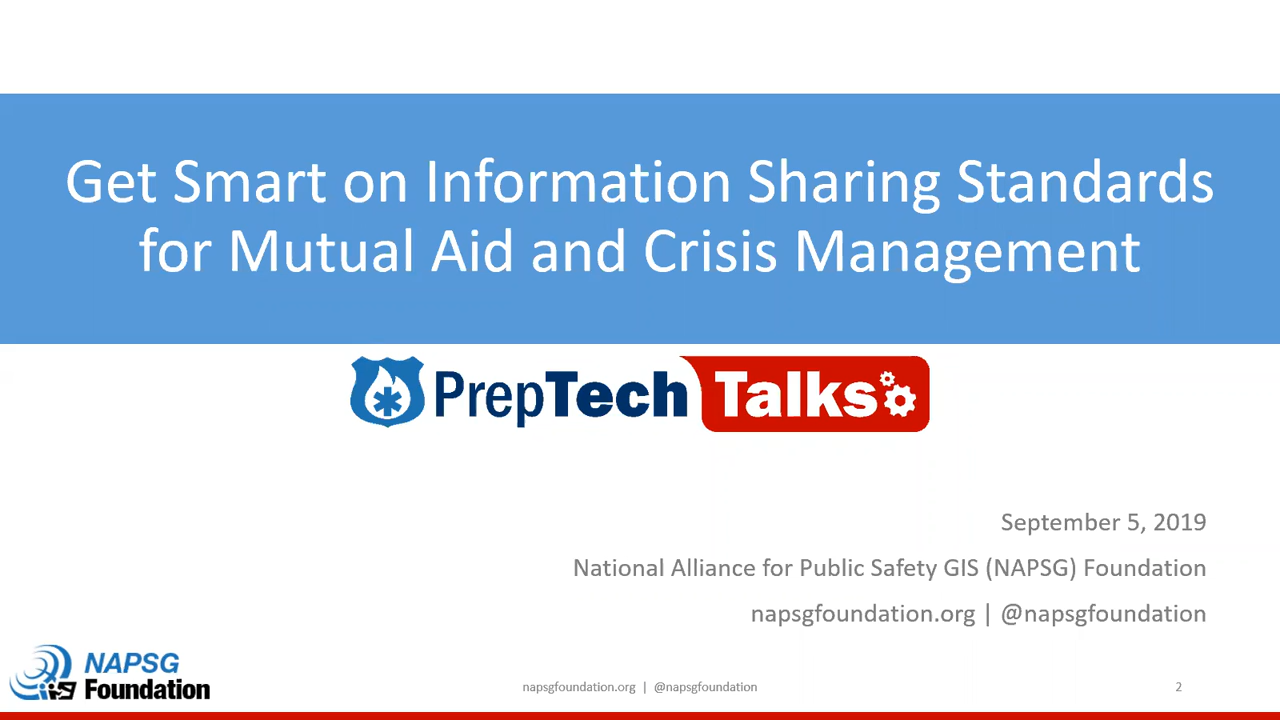 Get Smart on Information Sharing Standards
for Mutual Aid and Crisis Management
PrepTech Talks
September 5, 2019
National Alliance for Public Safety GIS (NAPSG) Foundation
napsgfoundation.org | @napsgfoundation
NAPSG
Foundation
napsgfoundation.org | @napsgfoundation
2